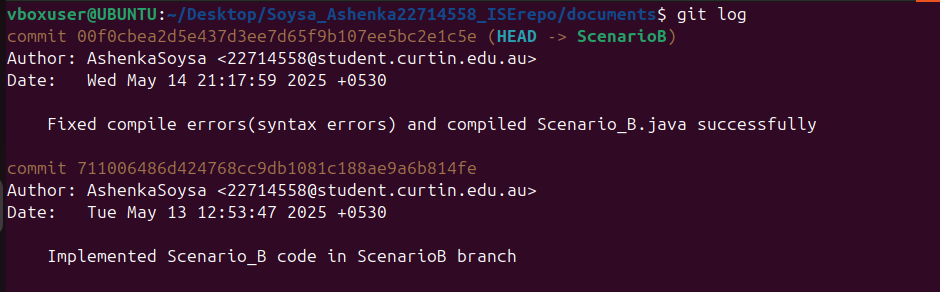 vboxuser@UBUNTU:~/Desktop/Soysa_Ashenka22714558_ISErepo/documents$ git log
commit 00f0cbea2d5e437d3ee7d65f9b107ee5bc2e1c5e (HEAD -> ScenarioB)
Author: AshenkaSoysa <22714558@student.curtin.edu.au>
Date:   Wed May 14 21:17:59 2025 +0530
    Fixed compile errors(syntax errors) and compiled Scenario_B.java successfully
commit 711006486d424768cc9db1081c188ae9a6b814fe
Author: AshenkaSoysa <22714558@student.curtin.edu.au>
Date:   Tue May 13 12:53:47 2025 +0530
    Implemented Scenario_B code in ScenarioB branch